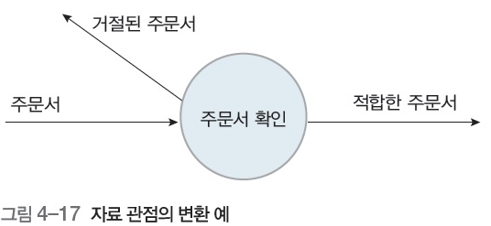 거절된 주문서
주문서
주문서 확인
적합한 주문서
그림 4-17 자료 관점의 변환 예